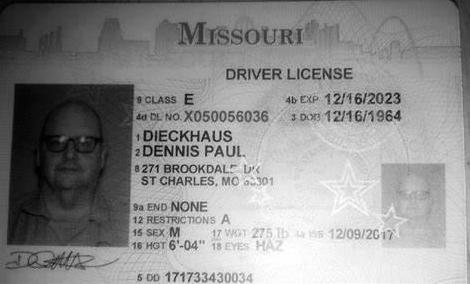 MISSOURI
DRIVER LICENSE
9 CLASS E 4b EXP 12/16/2023
4d DL NO. X050056036 3 DOB 12/16/1964
1 DIECKHAUS
2 DENNIS PAUL
8 271 BROOKDALE DR
ST CHARLES, MO 63301
9a END NONE
12 RESTRICTIONS A
15 SEX M 17 WGT 275 lb 4a ISS 12/09/2017
16 HGT 6'-04" 18 EYES HAZ
5 DD 171733430034